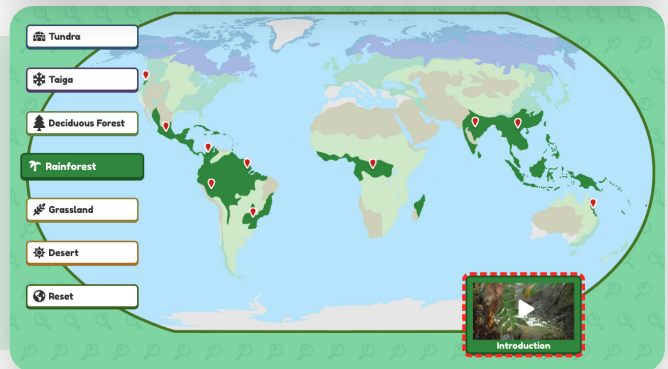 Tundra
Taiga
Deciduous Forest
Rainforest
Grassland
Desert
Reset
Introduction